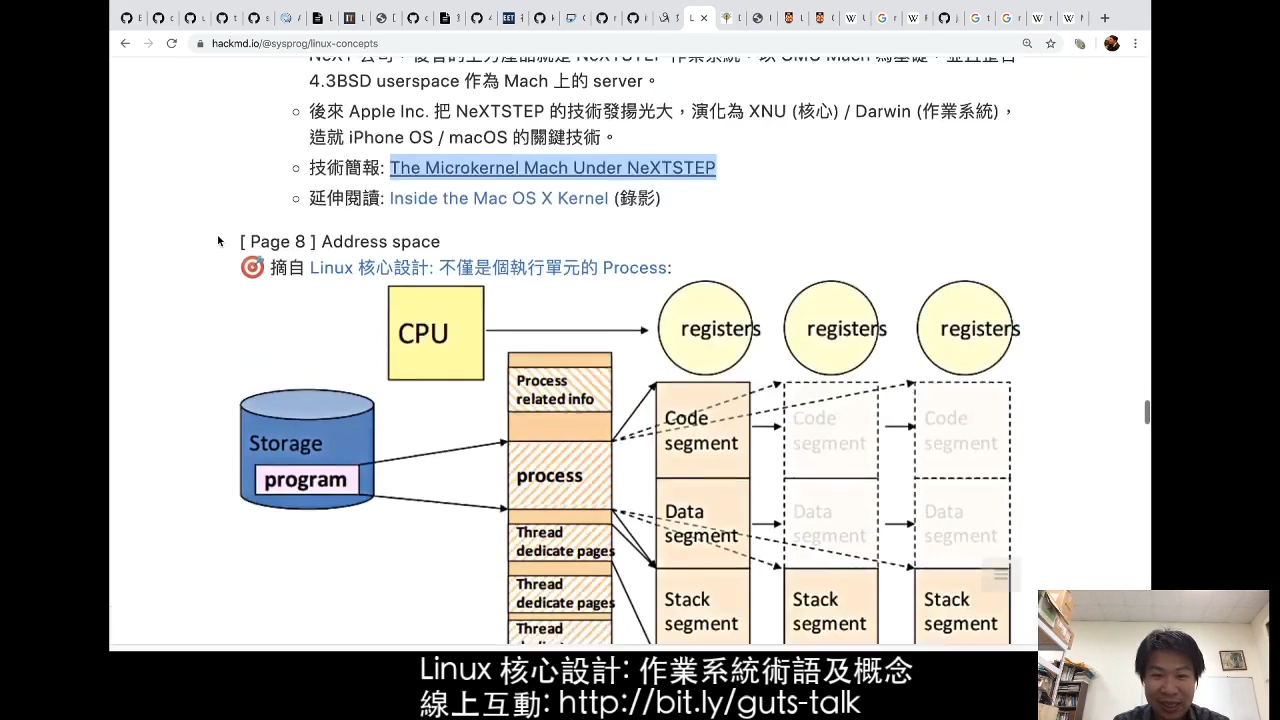 hackmd.io/@sysprog/linux-concepts
4.3BSD userspace 作為 Mach 上的 server。
後來 Apple Inc. 把 NeXTSTEP 的技術發揚光大，演化為 XNU (核心) / Darwin (作業系統)，
造就 iPhone OS / macOS 的關鍵技術。
技術簡報: The Microkernel Mach Under NeXTSTEP
延伸閱讀: Inside the Mac OS X Kernel (錄影)
[ Page 8 ] Address space
🎯 摘自 Linux 核心設計: 不僅是個執行單元的 Process:
CPU
registers
registers
registers
Process
related info
Storage
program
process
Thread
dedicate pages
Thread
dedicate pages
Thread
Code
segment
Code
segment
Code
segment
Data
segment
Data
segment
Data
segment
Stack
segment
Stack
segment
Stack
segment
Linux 核心設計: 作業系統術語及概念
線上互動: http://bit.ly/guts-talk